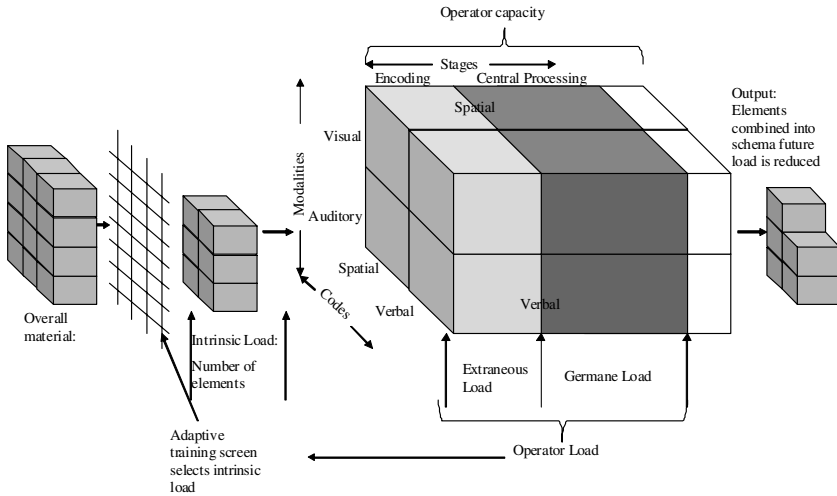 Operator capacity
Stages
Encoding
Central Processing
Spatial
Visual
Modalities
Auditory
Spatial
Verbal
Codes
Verbal
Output:
Elements
combined into
schema future
load is reduced
Overall
material:
Intrinsic Load:
Number of
elements
Extraneous
Load
Germane Load
Adaptive
training screen
selects intrinsic
load
Operator Load